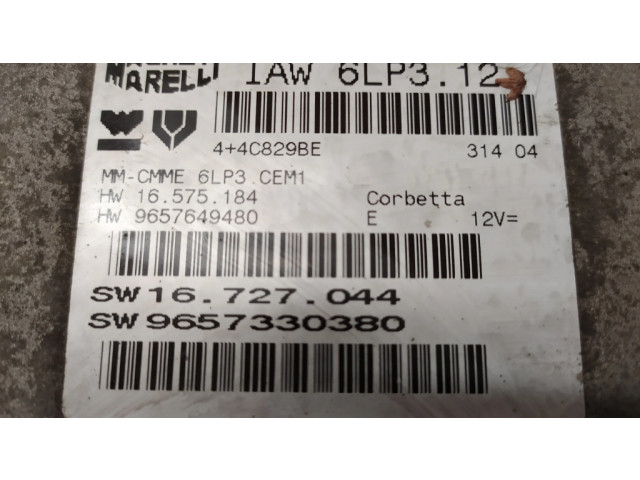 MARELLI IAW 6LP3.12
4+4C829BE 314 04
MM-CMME 6LP3.CEM1
HW 16.575.184 Corbetta
HW 9657649480 E 12V=
SW 16.727.044
SW 9657330380